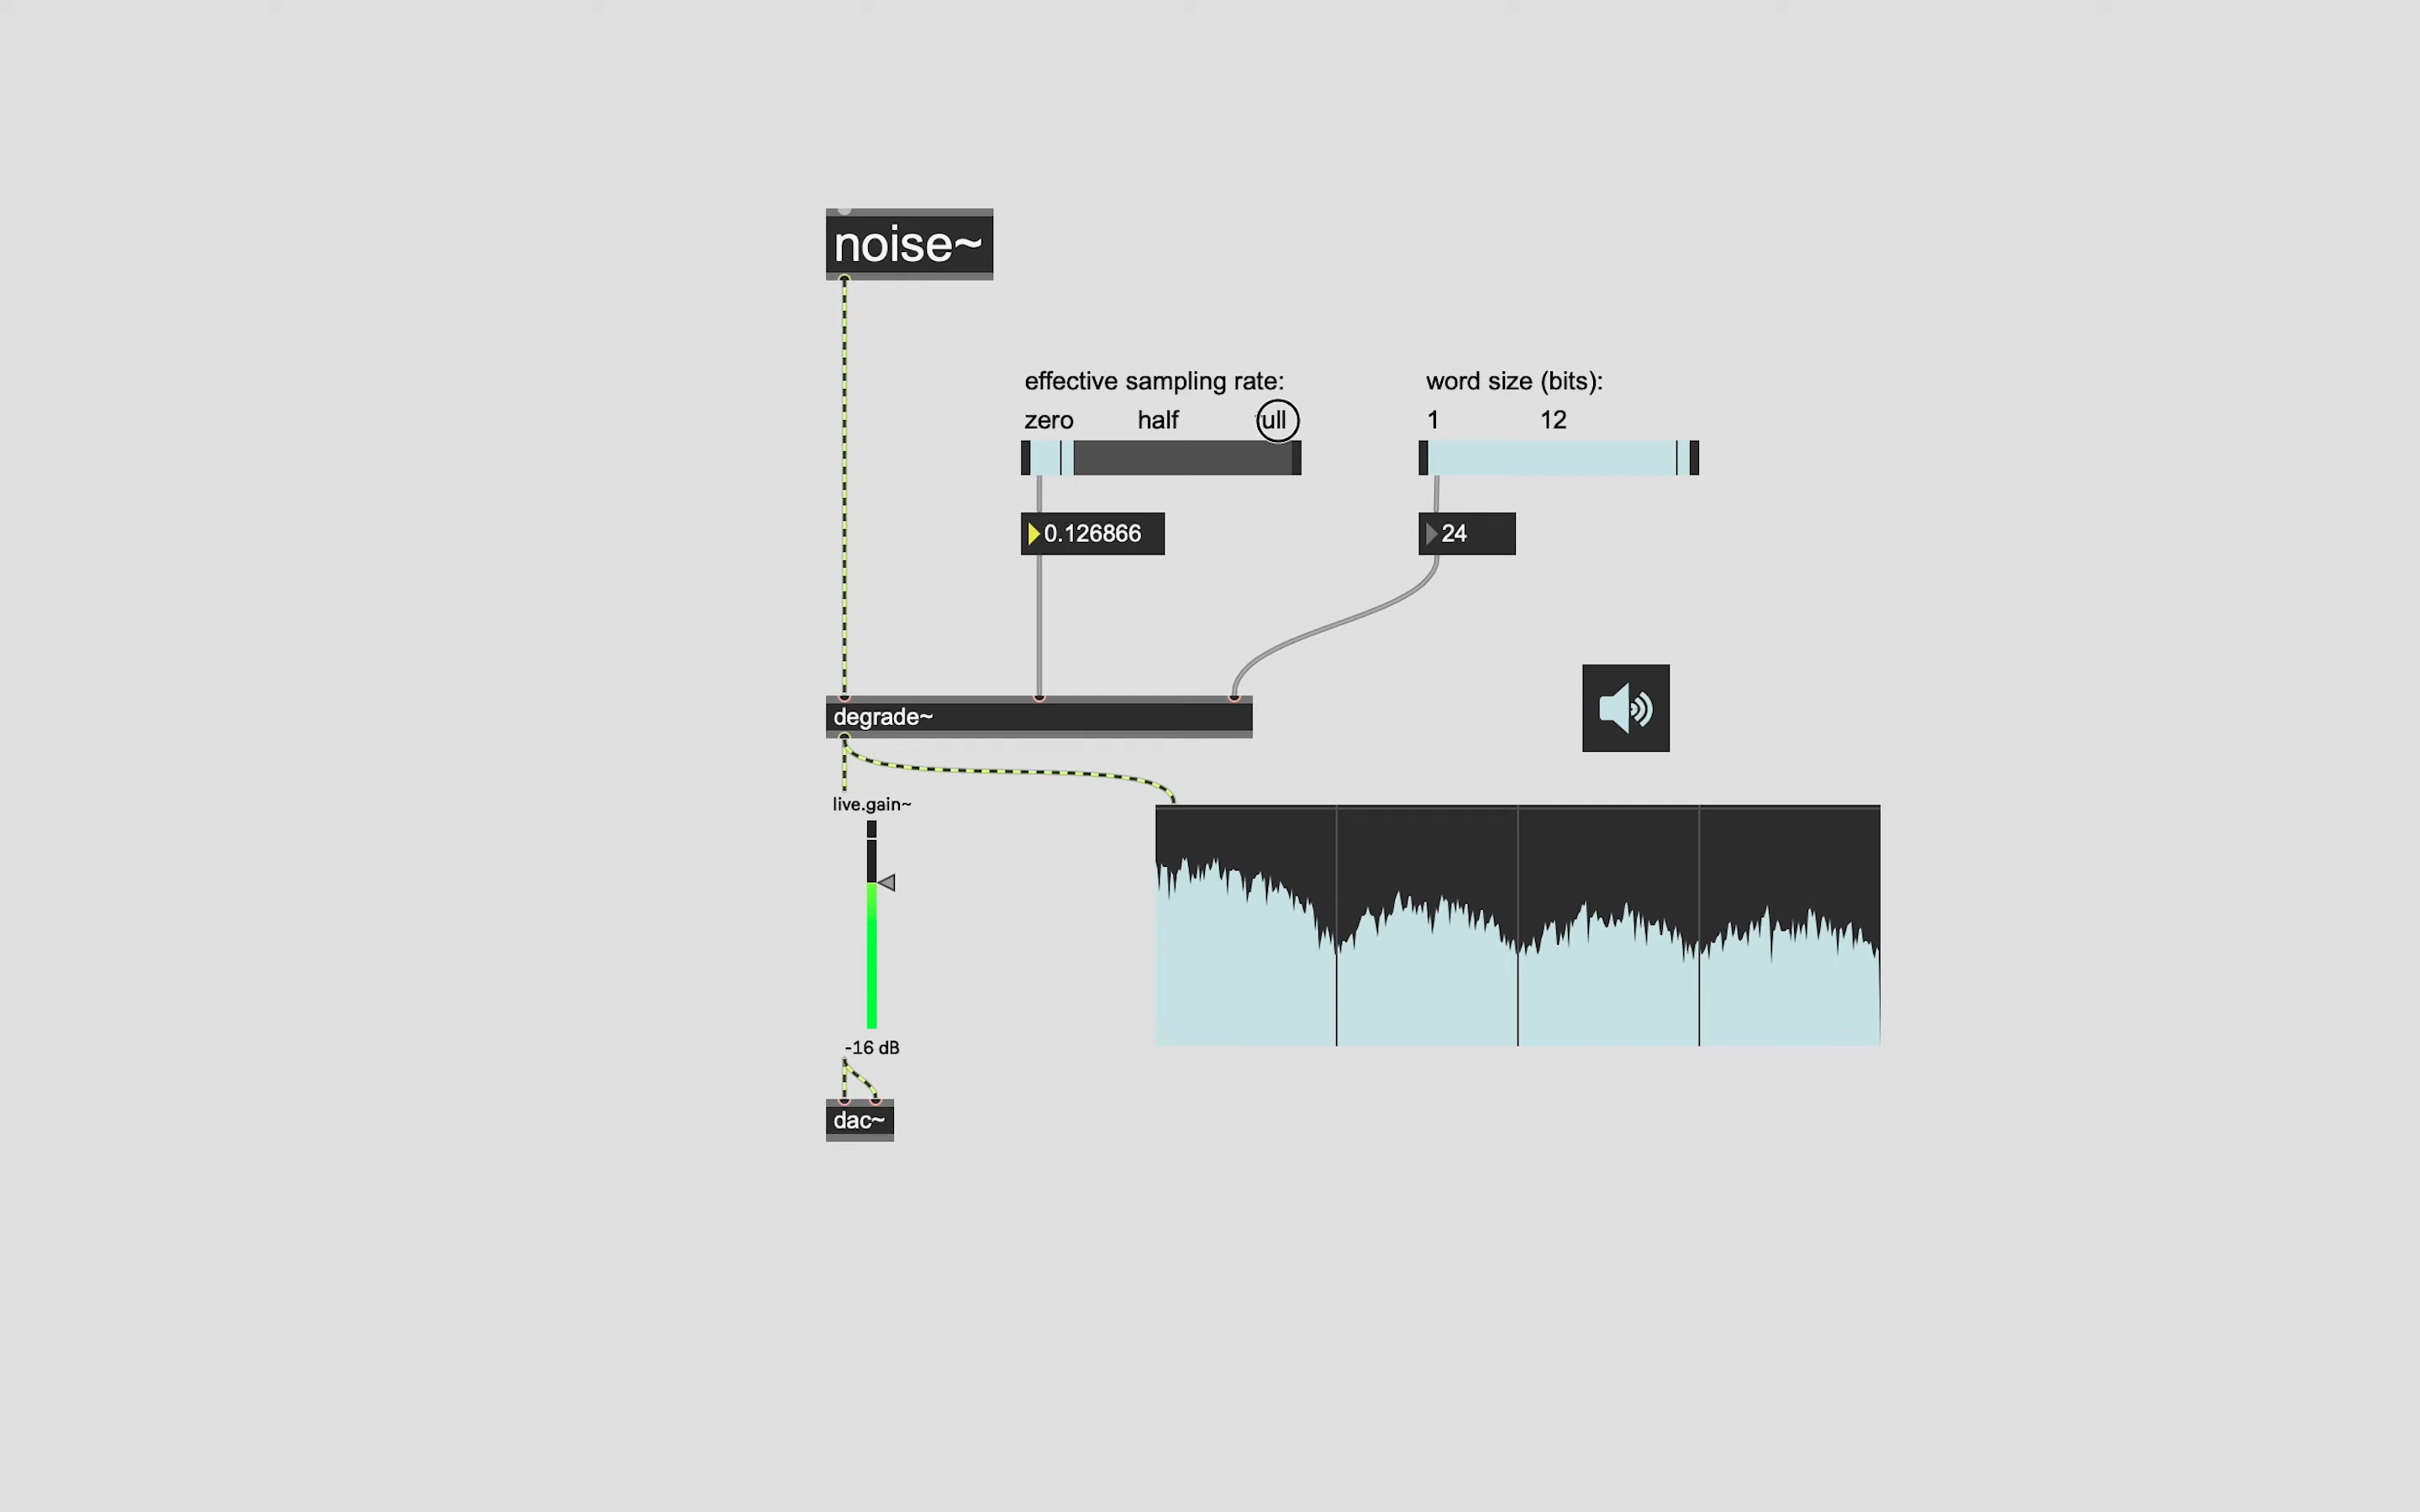 noise~
effective sampling rate:
zero half ull
0.126866
word size (bits):
1 12
24
degrade~
live.gain~
-16 dB
dac~